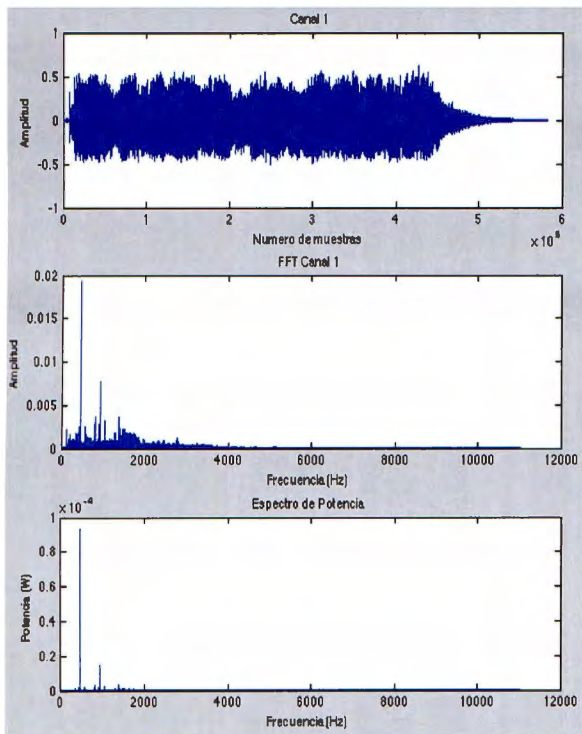 Canal 1
Amplitud
1
0.5
0
-0.5
-1
0 1 2 3 4 5 6
Numero de muestras
×10⁵
FFT Canal 1
Amplitud
0.02
0.015
0.01
0.005
0
0 2000 4000 6000 8000 10000 12000
Frecuencia [Hz]
Espectro de Potencia
×10⁻⁴
Potencia (W)
1
0.8
0.6
0.4
0.2
0
0 2000 4000 6000 8000 10000 12000
Frecuencia [Hz]